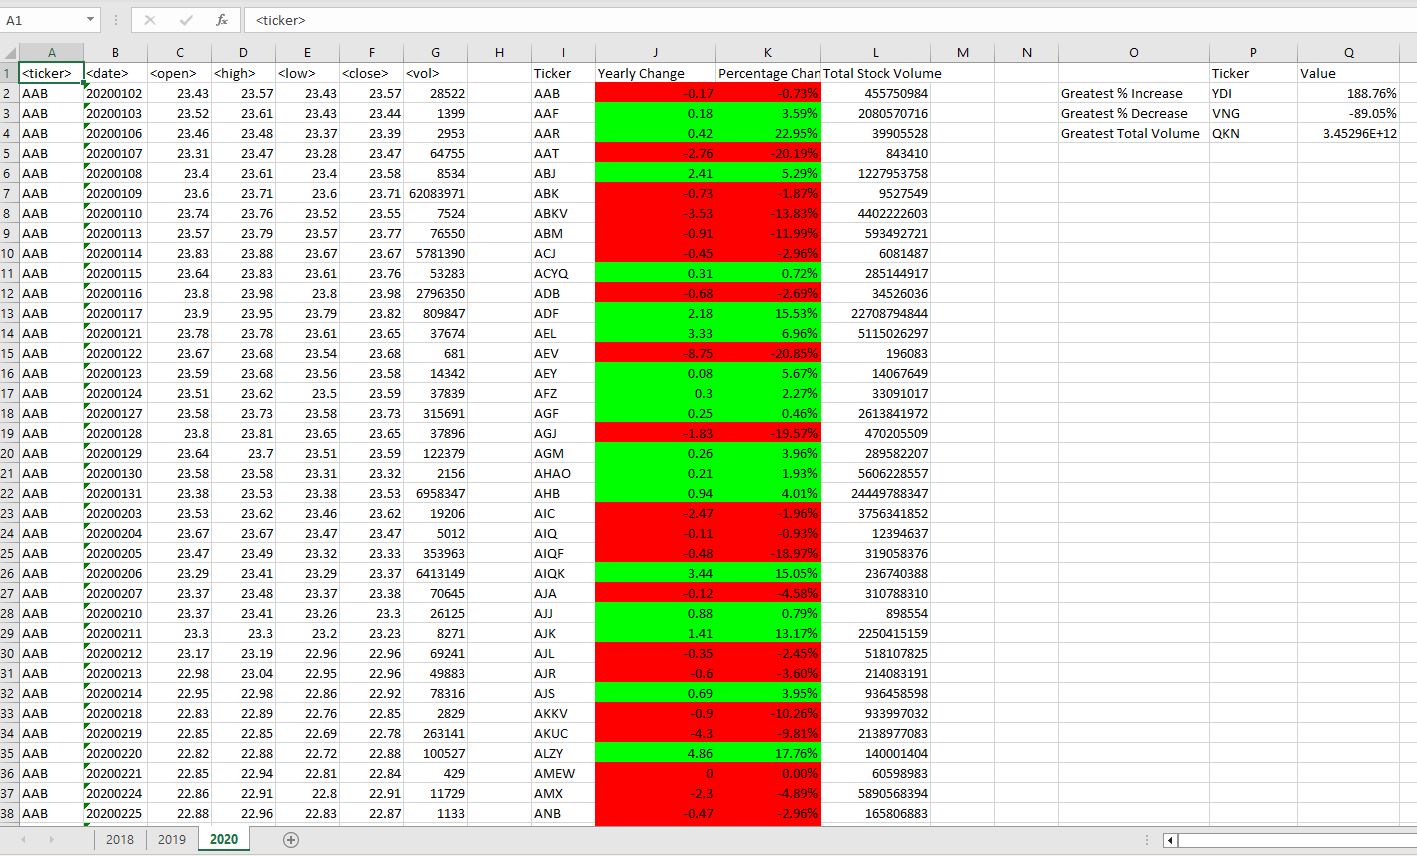 A1 fx <ticker>
A B C D E F G H I J K L M N O P Q
1 <ticker> <date> <open> <high> <low> <close> <vol> Ticker Yearly Change Percentage Chan Total Stock Volume Ticker Value
2 AAB 20200102 23.43 23.57 23.43 23.57 28522 AAB -0.17 -0.73% 455750984 Greatest % Increase YDI 188.76%
3 AAB 20200103 23.52 23.61 23.43 23.44 1399 AAF 0.18 3.59% 2080570716 Greatest % Decrease VNG -89.05%
4 AAB 20200106 23.46 23.48 23.37 23.39 2953 AAR 0.42 22.95% 39905528 Greatest Total Volume QKN 3.45296E+12
5 AAB 20200107 23.31 23.47 23.28 23.47 64755 AAT -2.76 -20.19% 843410
6 AAB 20200108 23.4 23.61 23.4 23.58 8534 ABJ 2.41 5.29% 1227953758
7 AAB 20200109 23.6 23.71 23.6 23.71 62083971 ABK -0.73 -1.87% 9527549
8 AAB 20200110 23.74 23.76 23.52 23.55 7524 ABKV -3.53 -13.83% 4402222603
9 AAB 20200113 23.57 23.79 23.57 23.77 76550 ABM -0.91 -11.99% 593492721
10 AAB 20200114 23.83 23.88 23.67 23.67 5781390 ACJ -0.45 -2.96% 6081487
11 AAB 20200115 23.64 23.83 23.61 23.76 53283 ACYQ 0.31 0.72% 285144917
12 AAB 20200116 23.8 23.98 23.8 23.98 2796350 ADB -0.68 -2.69% 34526036
13 AAB 20200117 23.9 23.95 23.79 23.82 809847 ADF 2.18 15.53% 22708794844
14 AAB 20200121 23.78 23.78 23.61 23.65 37674 AEL 3.33 6.96% 5115026297
15 AAB 20200122 23.67 23.68 23.54 23.68 681 AEV -8.75 -20.85% 196083
16 AAB 20200123 23.59 23.68 23.56 23.58 14342 AEY 0.08 5.67% 14067649
17 AAB 20200124 23.51 23.62 23.5 23.59 37839 AFZ 0.3 2.27% 33091017
18 AAB 20200127 23.58 23.73 23.58 23.73 315691 AGF 0.25 0.46% 2613841972
19 AAB 20200128 23.8 23.81 23.65 23.65 37896 AGJ -1.83 -19.57% 470205509
20 AAB 20200129 23.64 23.7 23.51 23.59 122379 AGM 0.26 3.96% 289582207
21 AAB 20200130 23.58 23.58 23.31 23.32 2156 AHAO 0.21 1.93% 5606228557
22 AAB 20200131 23.38 23.53 23.38 23.53 6958347 AHB 0.94 4.01% 24449788347
23 AAB 20200203 23.53 23.62 23.46 23.62 19206 AIC -2.47 -1.96% 3756341852
24 AAB 20200204 23.67 23.67 23.47 23.47 5012 AIQ -0.11 -0.93% 12394637
25 AAB 20200205 23.47 23.49 23.32 23.33 353963 AIQF -0.48 -18.97% 319058376
26 AAB 20200206 23.29 23.41 23.29 23.37 6413149 AIQK 3.44 15.05% 236740388
27 AAB 20200207 23.37 23.48 23.37 23.38 70645 AJA -0.12 -4.58% 310788310
28 AAB 20200210 23.37 23.41 23.26 23.3 26125 AJJ 0.88 0.79% 898554
29 AAB 20200211 23.3 23.3 23.2 23.23 8271 AJK 1.41 13.17% 2250415159
30 AAB 20200212 23.17 23.19 22.96 22.96 69241 AJL -0.35 -2.45% 518107825
31 AAB 20200213 22.98 23.04 22.95 22.96 49883 AJR -0.6 -3.60% 214083191
32 AAB 20200214 22.95 22.98 22.86 22.92 78316 AJS 0.69 3.95% 936458598
33 AAB 20200218 22.83 22.89 22.76 22.85 2829 AKKV -0.9 -10.26% 933997032
34 AAB 20200219 22.85 22.85 22.69 22.78 263141 AKUC -4.3 -9.81% 2138977083
35 AAB 20200220 22.82 22.88 22.72 22.88 100527 ALZY 4.86 17.76% 140001404
36 AAB 20200221 22.85 22.94 22.81 22.84 429 AMEW 0 0.00% 60598983
37 AAB 20200224 22.86 22.91 22.8 22.91 11729 AMX -2.3 -4.89% 5890568394
38 AAB 20200225 22.88 22.96 22.83 22.87 1133 ANB -0.47 -2.96% 165806883
2018 2019 2020